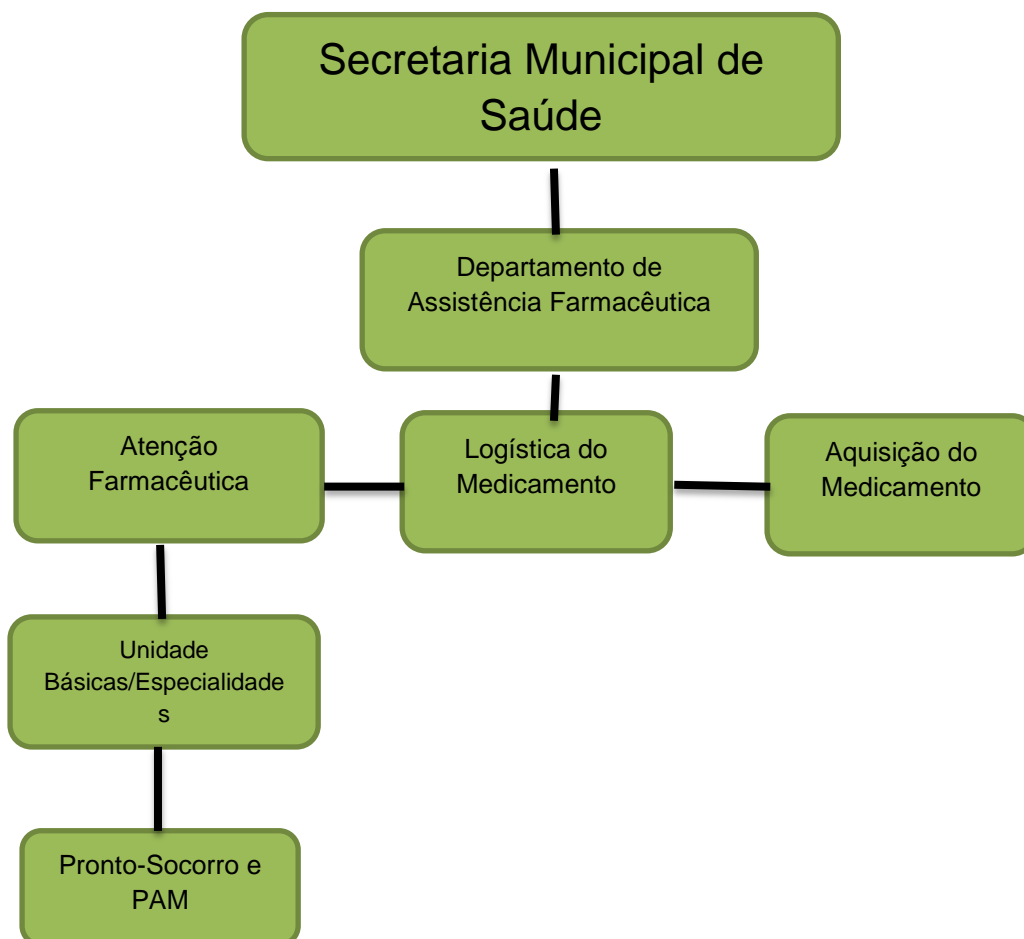 Secretaria Municipal de
Saúde
Departamento de
Assistência Farmacêutica
Atenção
Farmacêutica
Logística do
Medicamento
Aquisição do
Medicamento
Unidade
Básicas/Especialidade
s
Pronto-Socorro e
PAM